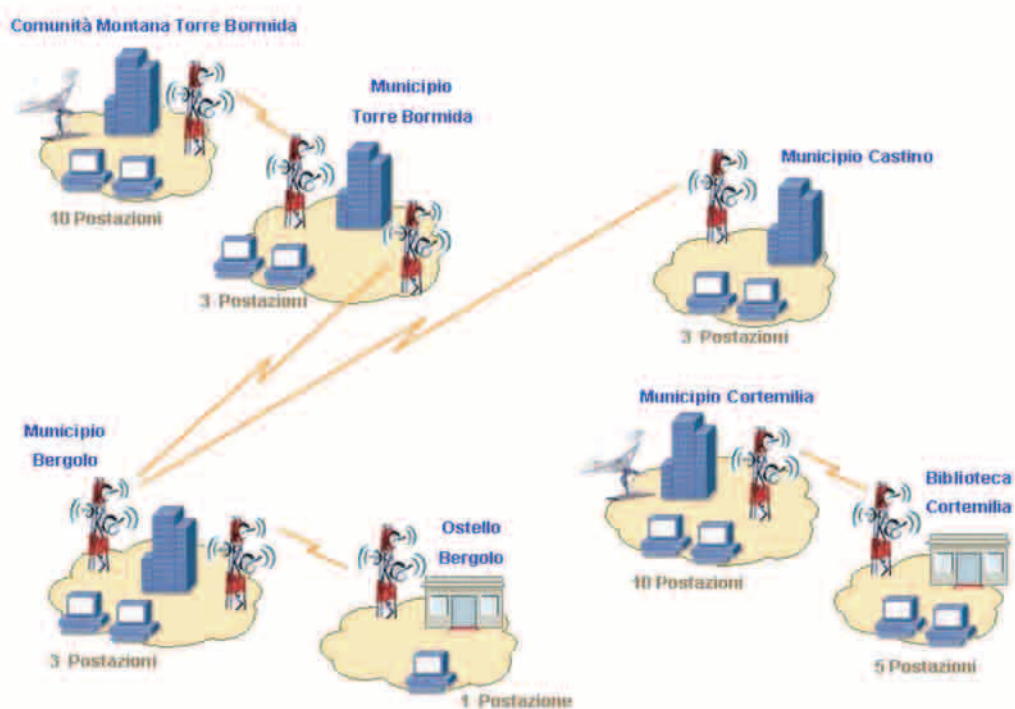 Comunità Montana Torre Bormida
10 Postazioni
Municipio
Torre Bormida
3 Postazioni
Municipio Castino
3 Postazioni
Municipio
Bergolo
3 Postazioni
Ostello
Bergolo
1 Postazione
Municipio Cortemilia
10 Postazioni
Biblioteca
Cortemilia
5 Postazioni